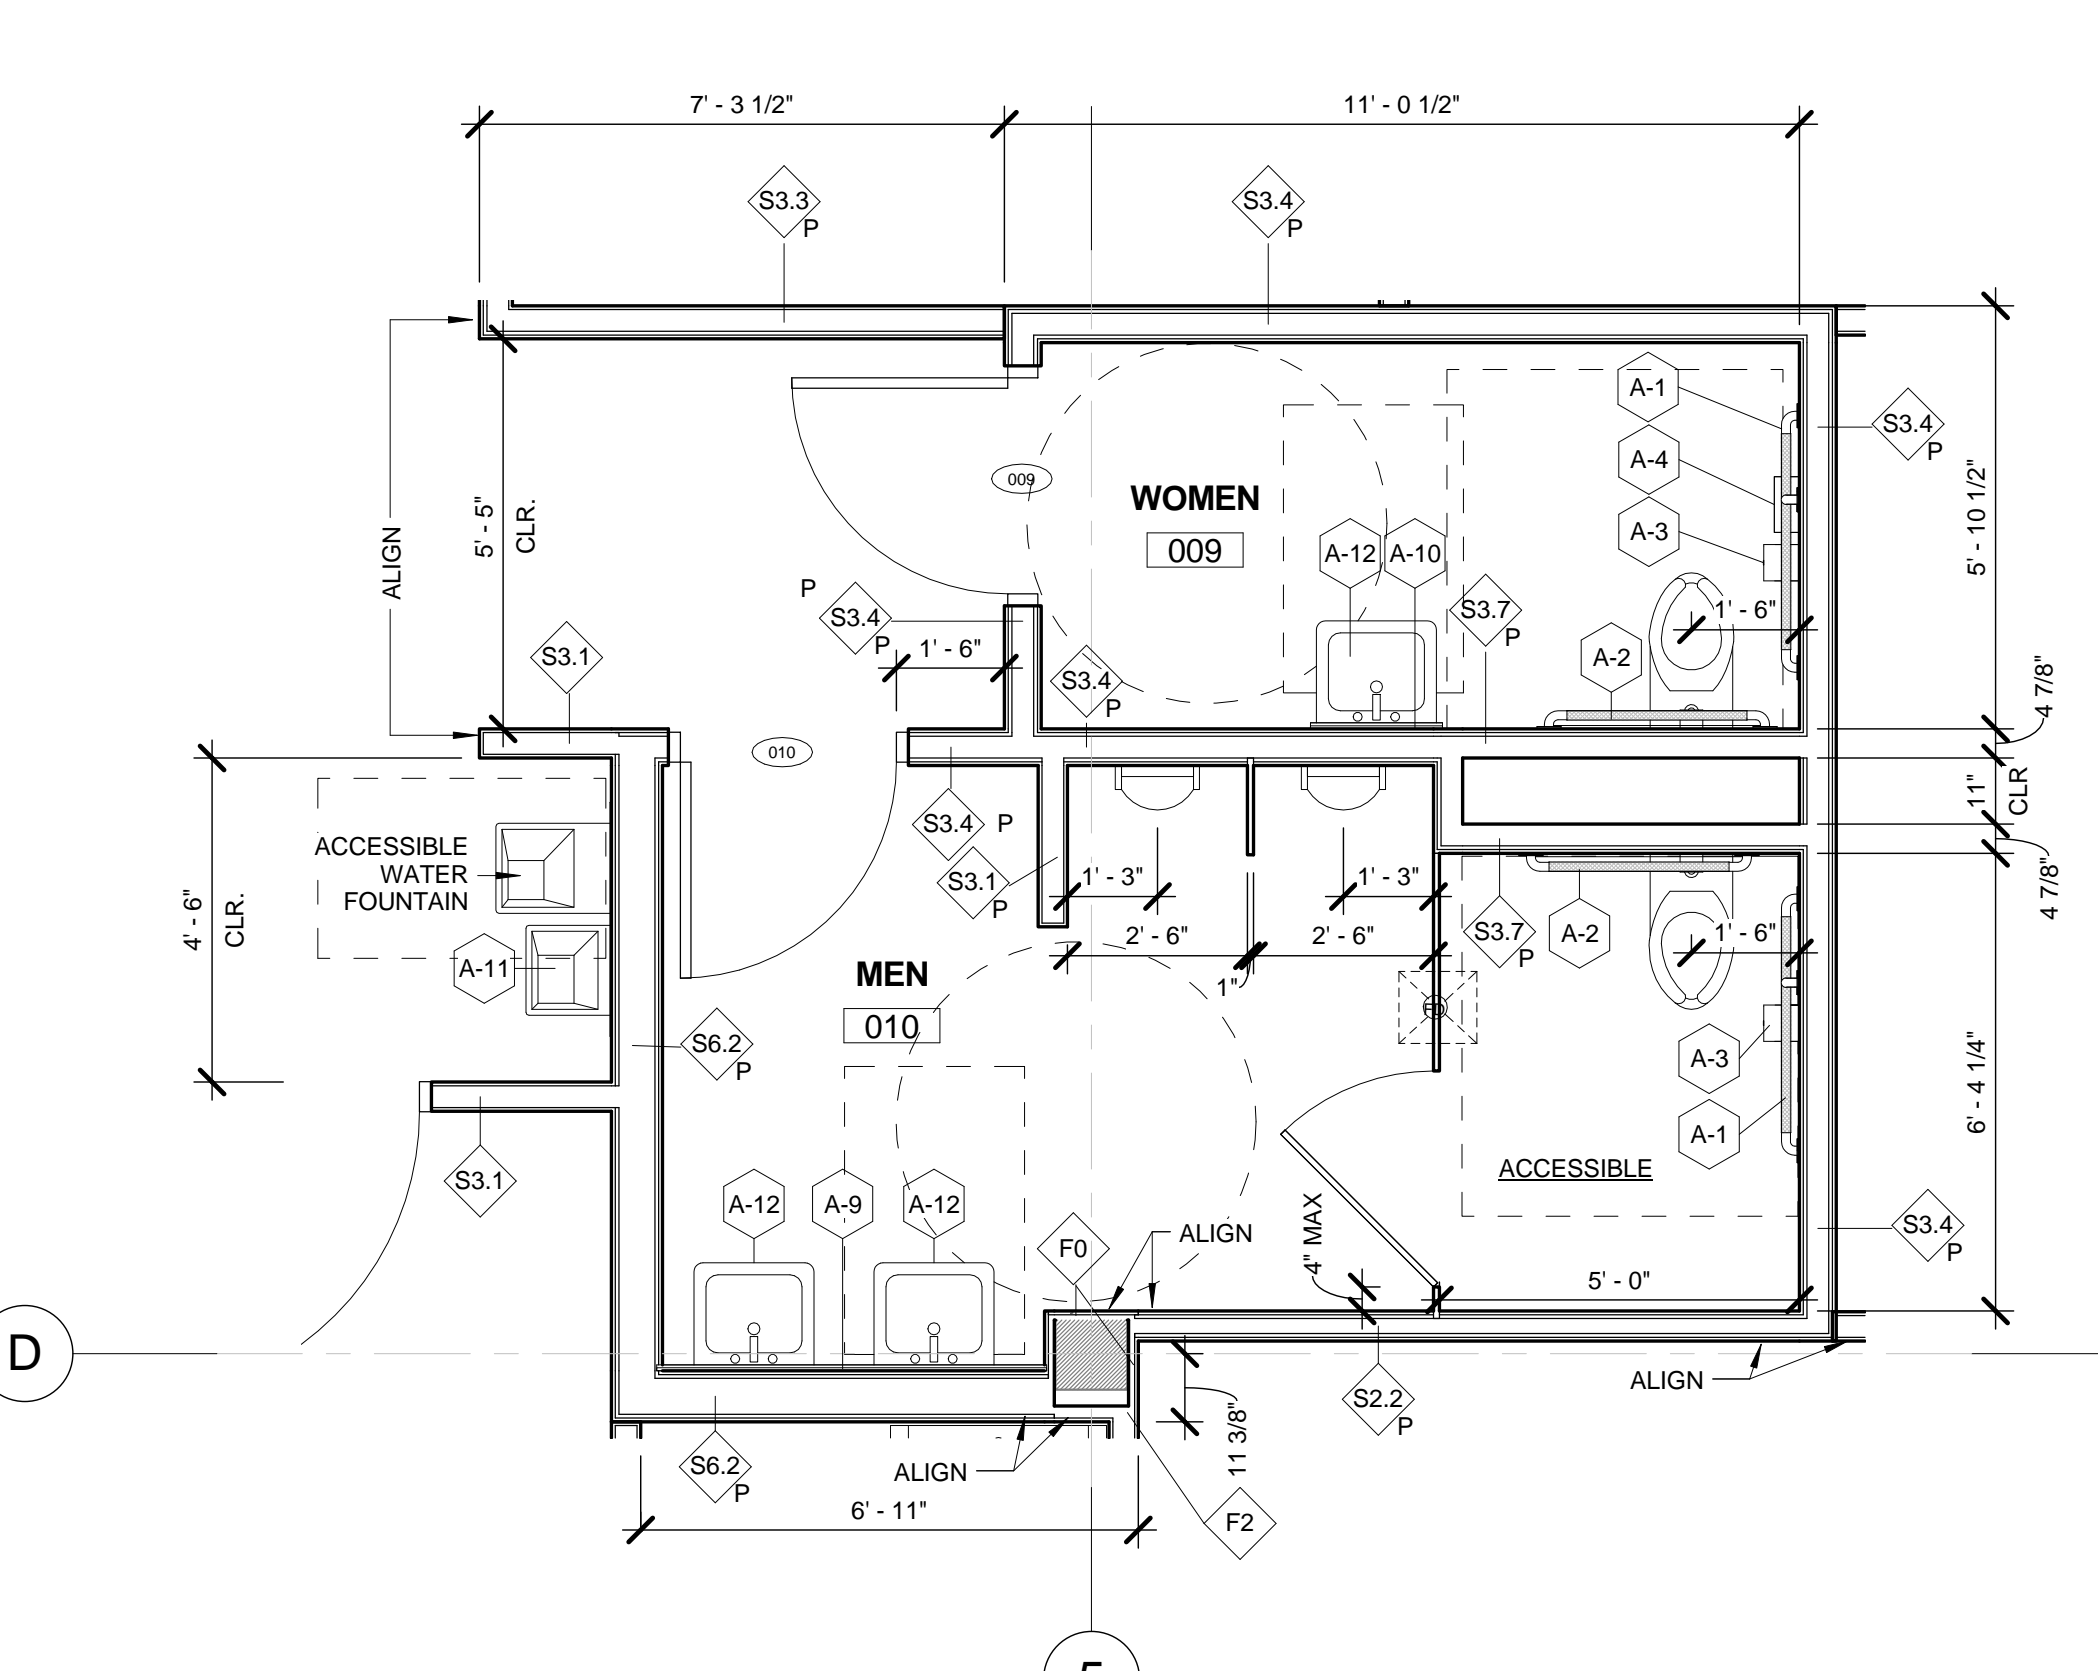 7' - 3 1/2"
11' - 0 1/2"
S3.3
P
S3.4
P
A-1
A-4
A-3
S3.4
P
5' - 10 1/2"
ALIGN
5' - 5"
CLR.
009
WOMEN
009
A-12
A-10
P
S3.4
P
1' - 6"
S3.1
S3.4
P
S3.7
P
A-2
1' - 6"
4 7/8"
010
11"
CLR
4 7/8"
S3.4
P
S3.1
P
1' - 3"
1' - 3"
2' - 6"
2' - 6"
1"
ACCESSIBLE
WATER
FOUNTAIN
4' - 6"
CLR.
A-11
MEN
010
S6.2
P
S3.7
P
A-2
1' - 6"
FD
A-3
A-1
6' - 4 1/4"
ACCESSIBLE
S3.1
A-12
A-9
A-12
F0
ALIGN
4" MAX
5' - 0"
S3.4
P
D
S2.2
P
ALIGN
11 3/8"
S6.2
P
ALIGN
6' - 11"
F2